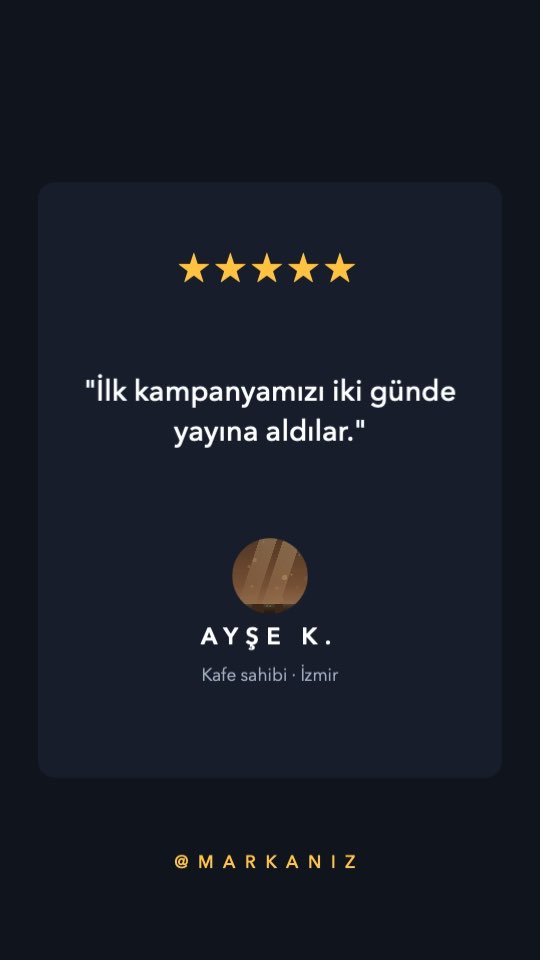 ★★★★★
"İlk kampanyamızı iki günde
yayına aldılar."
AYŞE K.
Kafe sahibi · İzmir
@MARKANIZ